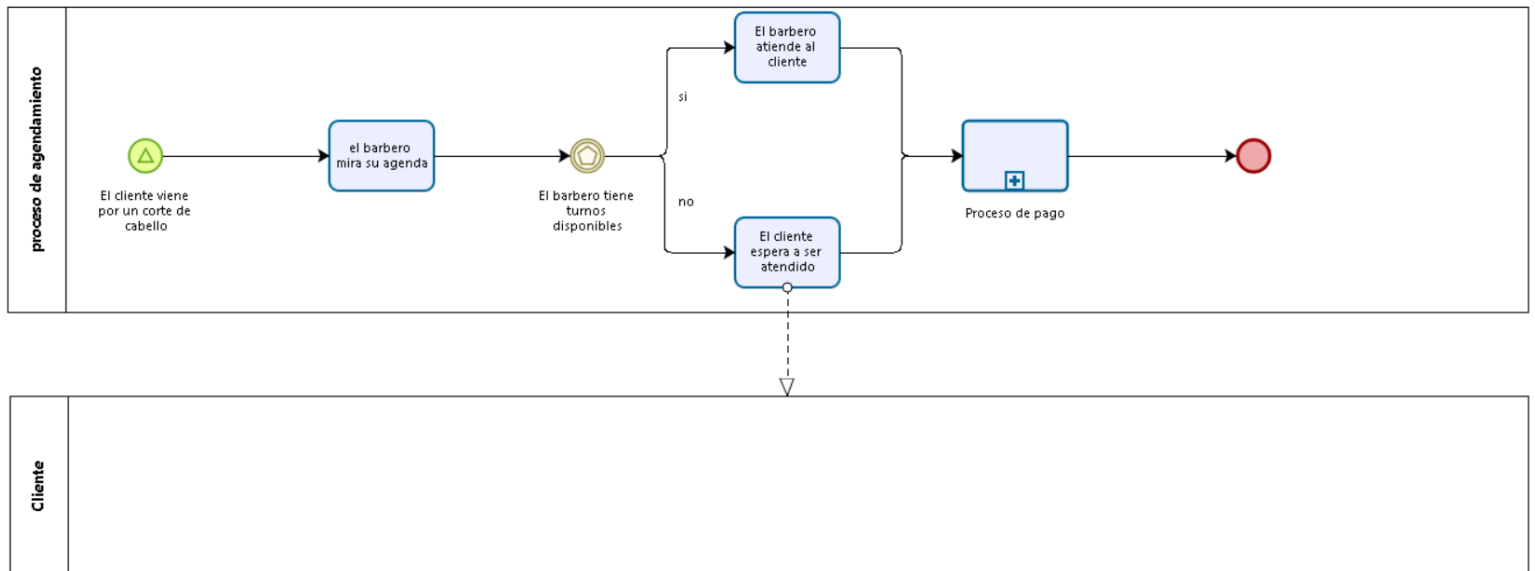 proceso de agendamiento
El cliente viene
por un corte de
cabello
el barbero
mira su agenda
El barbero tiene
turnos
disponibles
si
no
El barbero
atiende al
cliente
El cliente
espera a ser
atendido
Proceso de pago
Cliente